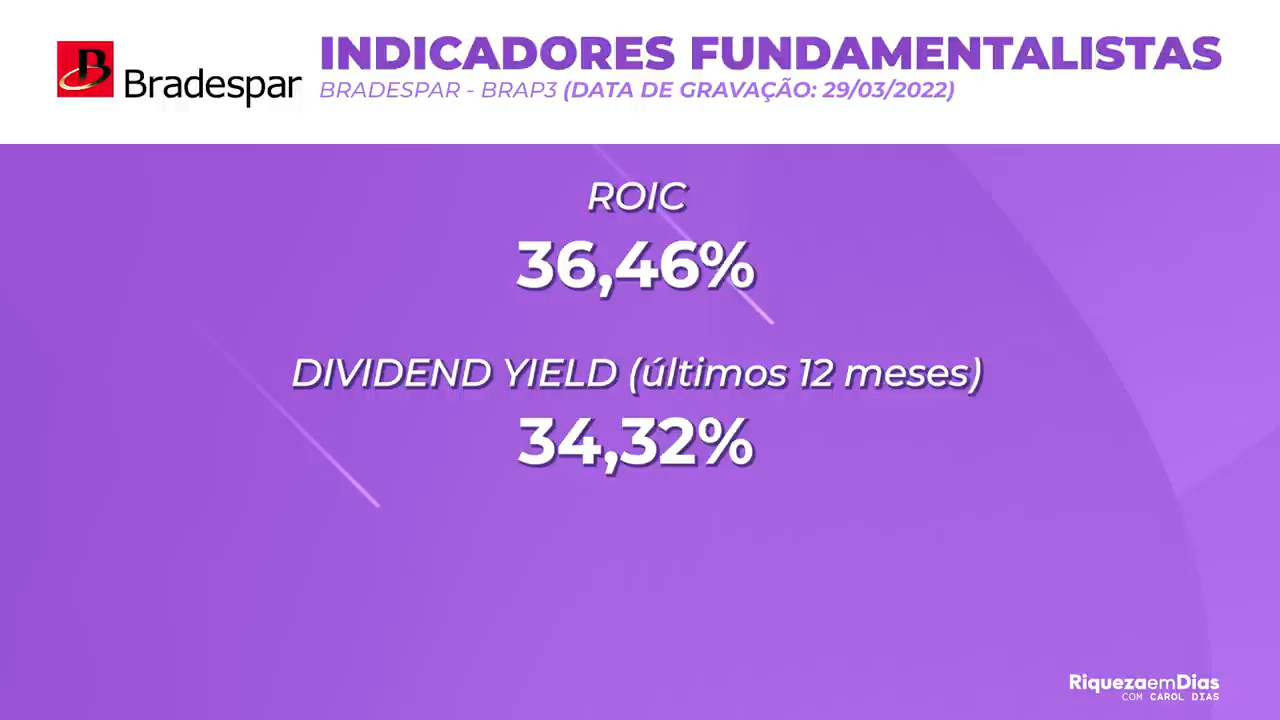 Bradespar
INDICADORES FUNDAMENTALISTAS
BRADESPAR - BRAP3 (DATA DE GRAVAÇÃO: 29/03/2022)
ROIC
36,46%
DIVIDEND YIELD (últimos 12 meses)
34,32%
RiquezaemDias
COM CAROL DIAS